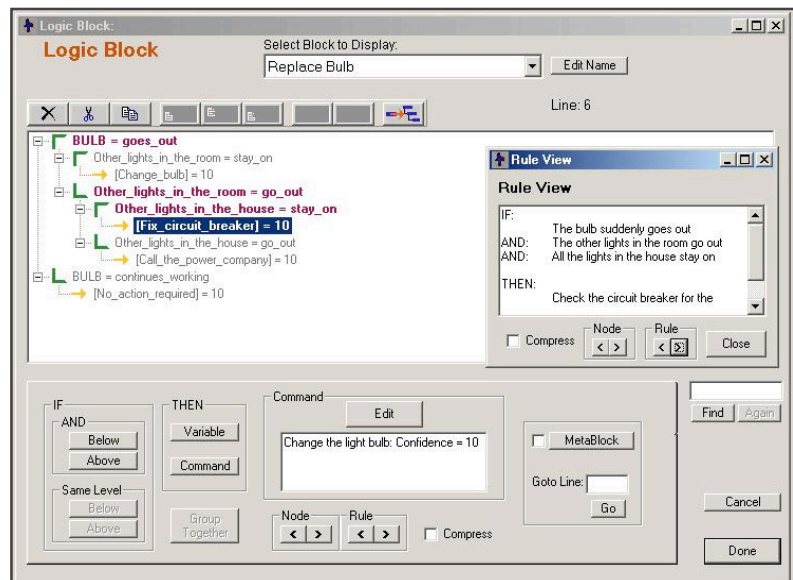 Logic Block:
Logic Block
Select Block to Display:
Replace Bulb
Edit Name
Line: 6
BULB = goes_out
Other_lights_in_the_room = stay_on
[Change_bulb] = 10
Other_lights_in_the_room = go_out
Other_lights_in_the_house = stay_on
[Fix_circuit_breaker] = 10
Other_lights_in_the_house = go_out
[Call_the_power_company] = 10
BULB = continues_working
[No_action_required] = 10
Rule View
Rule View
IF:
The bulb suddenly goes out
AND: The other lights in the room go out
AND: All the lights in the house stay on
THEN:
Check the circuit breaker for the
Compress
Node
< >
Rule
< >
Close
IF
AND
Below
Above
Same Level
Below
Above
THEN
Variable
Command
Group
Together
Command
Edit
Change the light bulb: Confidence = 10
Node
< >
Rule
< >
Compress
MetaBlock
Goto Line:
Go
Find Again
Cancel
Done